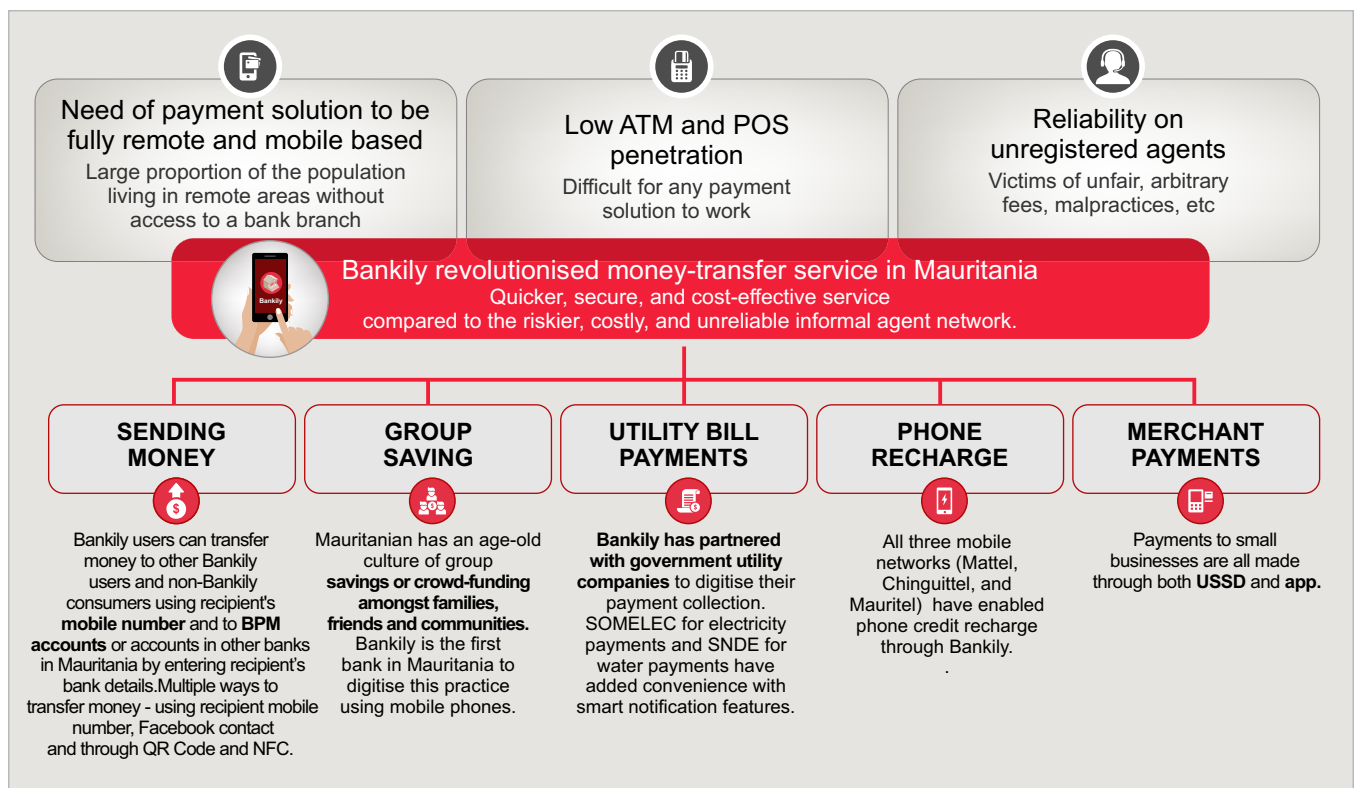 Need of payment solution to be
fully remote and mobile based
Large proportion of the population
living in remote areas without
access to a bank branch
Low ATM and POS
penetration
Difficult for any payment
solution to work
Reliability on
unregistered agents
Victims of unfair, arbitrary
fees, malpractices, etc
Bankily
Bankily revolutionised money-transfer service in Mauritania
Quicker, secure, and cost-effective service
compared to the riskier, costly, and unreliable informal agent network.
SENDING
MONEY
Bankily users can transfer
money to other Bankily
users and non-Bankily
consumers using recipient's
mobile number and to BPM
accounts or accounts in other banks
in Mauritania by entering recipient's
bank details.Multiple ways to
transfer money - using recipient mobile
number, Facebook contact
and through QR Code and NFC.
GROUP
SAVING
Mauritanian has an age-old
culture of group
savings or crowd-funding
amongst families,
friends and communities.
Bankily is the first
bank in Mauritania to
digitise this practice
using mobile phones.
UTILITY BILL
PAYMENTS
Bankily has partnered
with government utility
companies to digitise their
payment collection.
SOMELEC for electricity
payments and SNDE for
water payments have
added convenience with
smart notification features.
PHONE
RECHARGE
All three mobile
networks (Mattel,
Chinguittel, and
Mauritel) have enabled
phone credit recharge
through Bankily.
.
MERCHANT
PAYMENTS
Payments to small
businesses are all made
through both USSD and app.